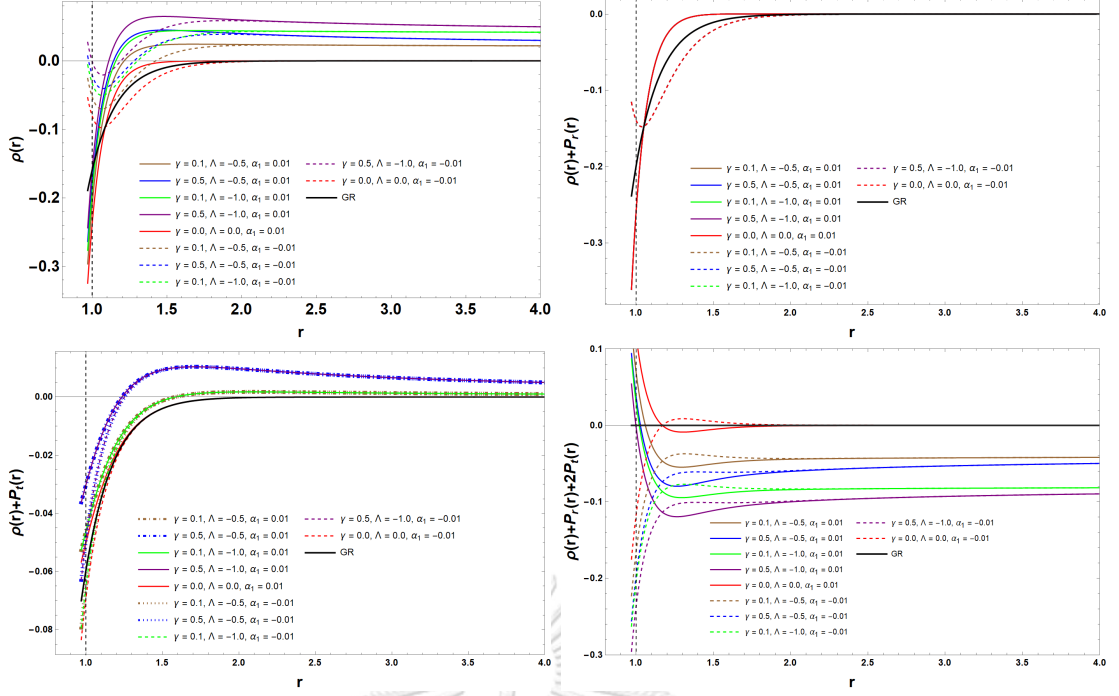 0.0
-0.1
-0.2
-0.3
ρ(r)
γ = 0.1, Λ = −0.5, α1 = 0.01
γ = 0.5, Λ = −0.5, α1 = 0.01
γ = 0.1, Λ = −1.0, α1 = 0.01
γ = 0.5, Λ = −1.0, α1 = 0.01
γ = 0.0, Λ = 0.0, α1 = 0.01
γ = 0.1, Λ = −0.5, α1 = −0.01
γ = 0.5, Λ = −0.5, α1 = −0.01
γ = 0.1, Λ = −1.0, α1 = −0.01
γ = 0.5, Λ = −1.0, α1 = −0.01
γ = 0.0, Λ = 0.0, α1 = −0.01
GR
1.0 1.5 2.0 2.5 3.0 3.5 4.0
r
0.0
-0.1
-0.2
-0.3
ρ(r)+Pr(r)
γ = 0.1, Λ = −0.5, α1 = 0.01
γ = 0.5, Λ = −0.5, α1 = 0.01
γ = 0.1, Λ = −1.0, α1 = 0.01
γ = 0.5, Λ = −1.0, α1 = 0.01
γ = 0.0, Λ = 0.0, α1 = 0.01
γ = 0.1, Λ = −0.5, α1 = −0.01
γ = 0.5, Λ = −0.5, α1 = −0.01
γ = 0.1, Λ = −1.0, α1 = −0.01
γ = 0.5, Λ = −1.0, α1 = −0.01
γ = 0.0, Λ = 0.0, α1 = −0.01
GR
1.0 1.5 2.0 2.5 3.0 3.5 4.0
r
0.00
-0.02
-0.04
-0.06
-0.08
ρ(r)+Pt(r)
γ = 0.1, Λ = −0.5, α1 = 0.01
γ = 0.5, Λ = −0.5, α1 = 0.01
γ = 0.1, Λ = −1.0, α1 = 0.01
γ = 0.5, Λ = −1.0, α1 = 0.01
γ = 0.0, Λ = 0.0, α1 = 0.01
γ = 0.1, Λ = −0.5, α1 = −0.01
γ = 0.5, Λ = −0.5, α1 = −0.01
γ = 0.1, Λ = −1.0, α1 = −0.01
γ = 0.5, Λ = −1.0, α1 = −0.01
γ = 0.0, Λ = 0.0, α1 = −0.01
GR
1.0 1.5 2.0 2.5 3.0 3.5 4.0
r
0.1
0.0
-0.1
-0.2
-0.3
ρ(r)+Pr(r)+2Pt(r)
γ = 0.1, Λ = −0.5, α1 = 0.01
γ = 0.5, Λ = −0.5, α1 = 0.01
γ = 0.1, Λ = −1.0, α1 = 0.01
γ = 0.5, Λ = −1.0, α1 = 0.01
γ = 0.0, Λ = 0.0, α1 = 0.01
γ = 0.1, Λ = −0.5, α1 = −0.01
γ = 0.5, Λ = −0.5, α1 = −0.01
γ = 0.1, Λ = −1.0, α1 = −0.01
γ = 0.5, Λ = −1.0, α1 = −0.01
γ = 0.0, Λ = 0.0, α1 = −0.01
GR
1.0 1.5 2.0 2.5 3.0 3.5 4.0
r